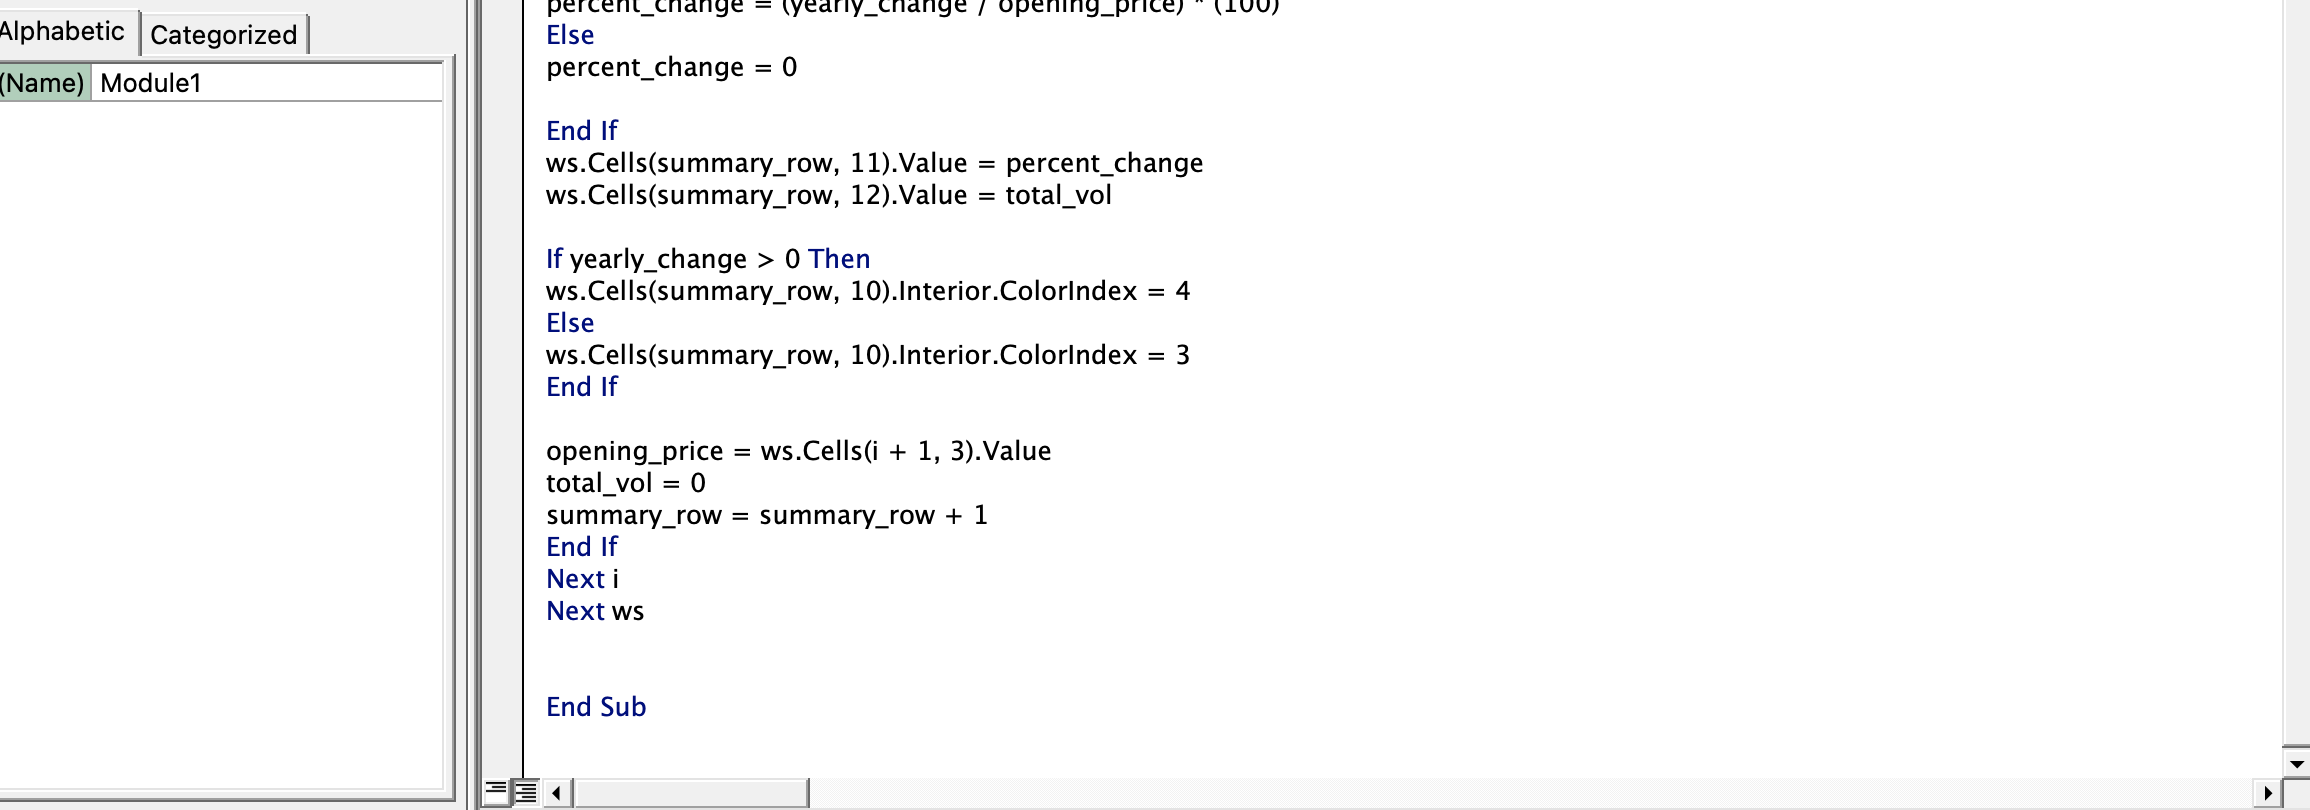 percent_change = (yearly_change / opening_price) * (100)
Alphabetic
Categorized
(Name) Module1
Else
percent_change = 0
End If
ws.Cells(summary_row, 11).Value = percent_change
ws.Cells(summary_row, 12).Value = total_vol
If yearly_change > 0 Then
ws.Cells(summary_row, 10).Interior.ColorIndex = 4
Else
ws.Cells(summary_row, 10).Interior.ColorIndex = 3
End If
opening_price = ws.Cells(i + 1, 3).Value
total_vol = 0
summary_row = summary_row + 1
End If
Next i
Next ws
End Sub